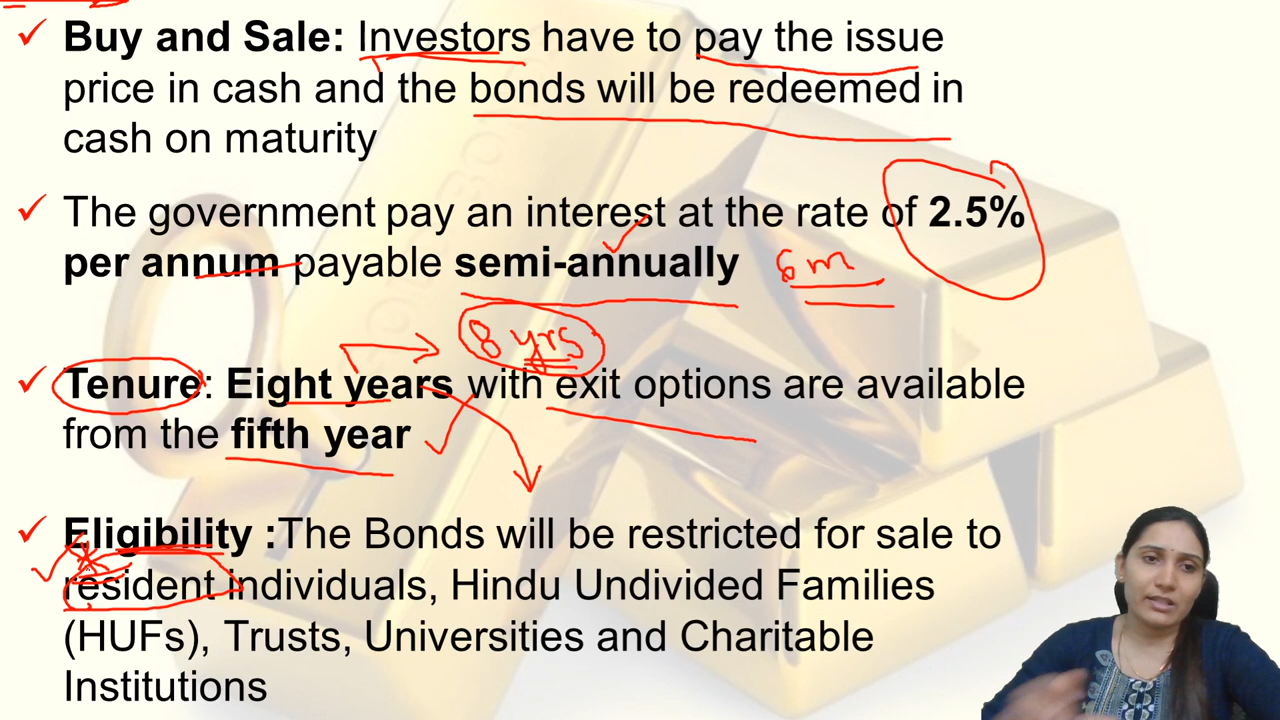 ✓ Buy and Sale: Investors have to pay the issue
price in cash and the bonds will be redeemed in
cash on maturity
✓ The government pay an interest at the rate of 2.5%
per annum payable semi-annually 6 m
8 yrs
✓ Tenure: Eight years with exit options are available
from the fifth year
✓ Eligibility :The Bonds will be restricted for sale to
resident individuals, Hindu Undivided Families
(HUFs), Trusts, Universities and Charitable
Institutions